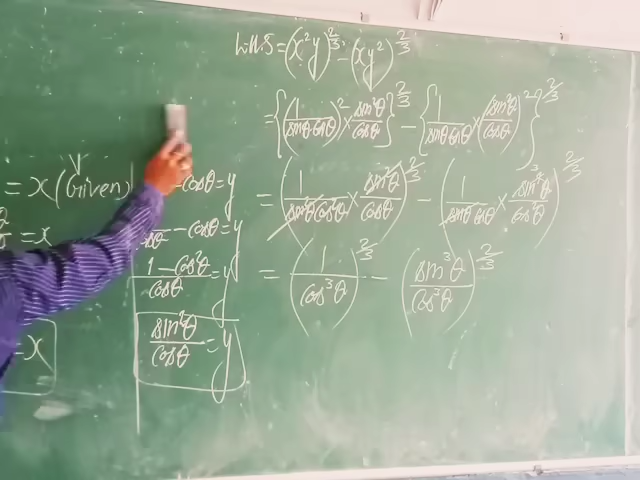 L.H.S = (x²y)^{2/3} - (xy²)^{2/3}
= {(1/sinθ cosθ)² × sin²θ/cosθ}^{2/3} - {1/sinθ cosθ × (sin²θ/cosθ)²}^{2/3}
= (1/sin²θ cos²θ × sin²θ/cosθ)^{2/3} - (1/sinθ cosθ × sin⁴θ/cos²θ)^{2/3}
= (1/cos³θ)^{2/3} - (sin³θ/cos³θ)^{2/3}
= x (Given)
= x
= x
- cosθ = y
- cosθ = y
1 - cos²θ/cosθ = y
sin²θ/cosθ = y